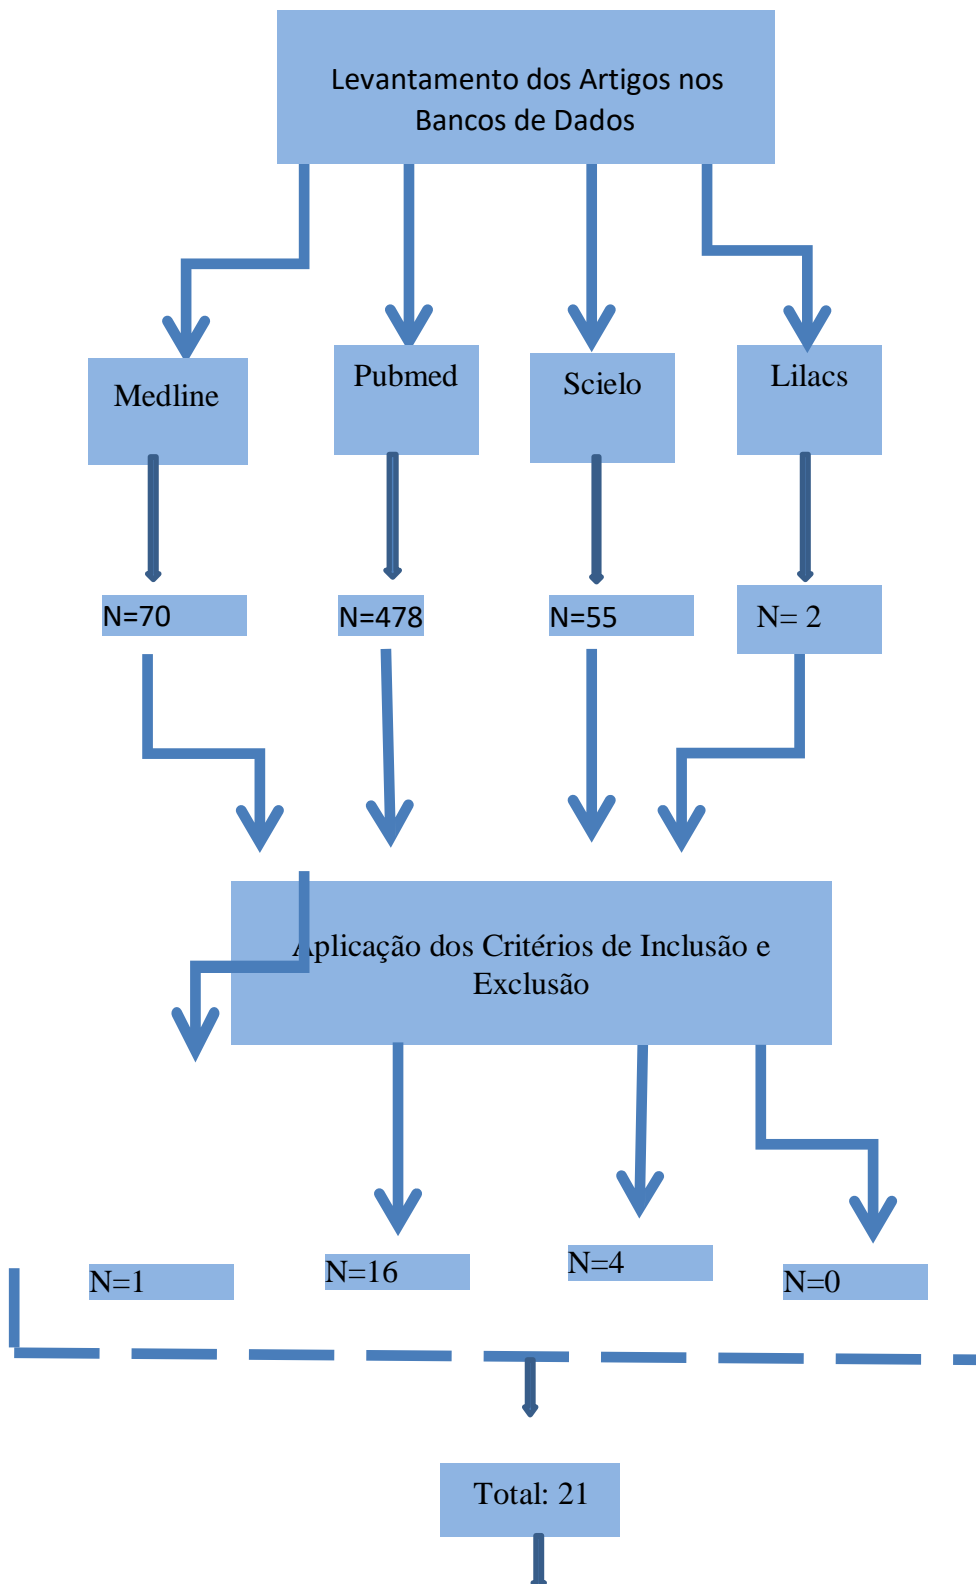 Levantamento dos Artigos nos
Bancos de Dados
Medline
Pubmed
Scielo
Lilacs
N=70
N=478
N=55
N= 2
Aplicação dos Critérios de Inclusão e
Exclusão
N=1
N=16
N=4
N=0
Total: 21